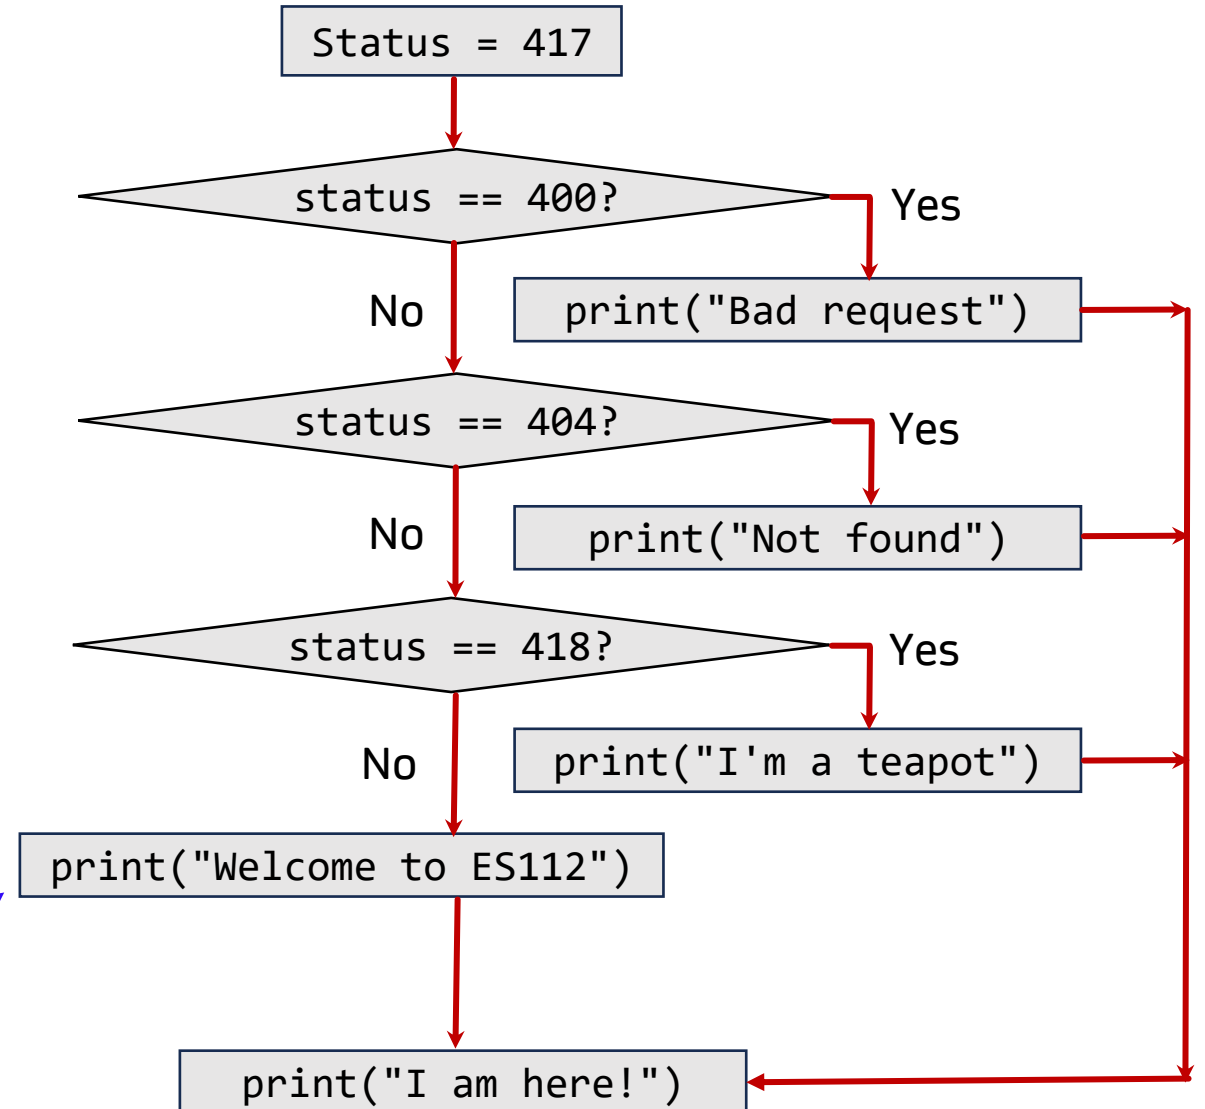 Status = 417
status == 400?
Yes
No
print("Bad request")
status == 404?
Yes
No
print("Not found")
status == 418?
Yes
No
print("I'm a teapot")
print("Welcome to ES112")
print("I am here!")